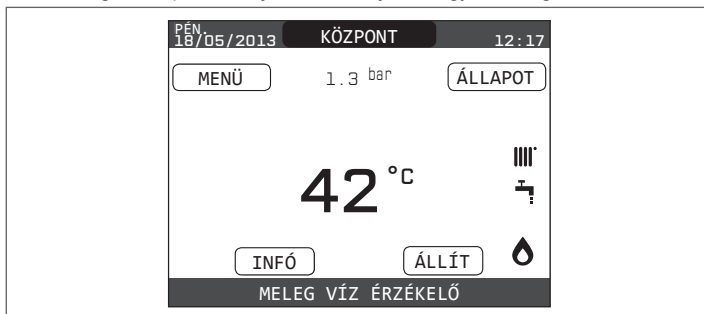 PÉN.
18/05/2013 KÖZPONT 12:17
MENÜ 1.3 bar ÁLLAPOT
42 °C
INFÓ ÁLLÍT
MELEG VÍZ ÉRZÉKELŐ